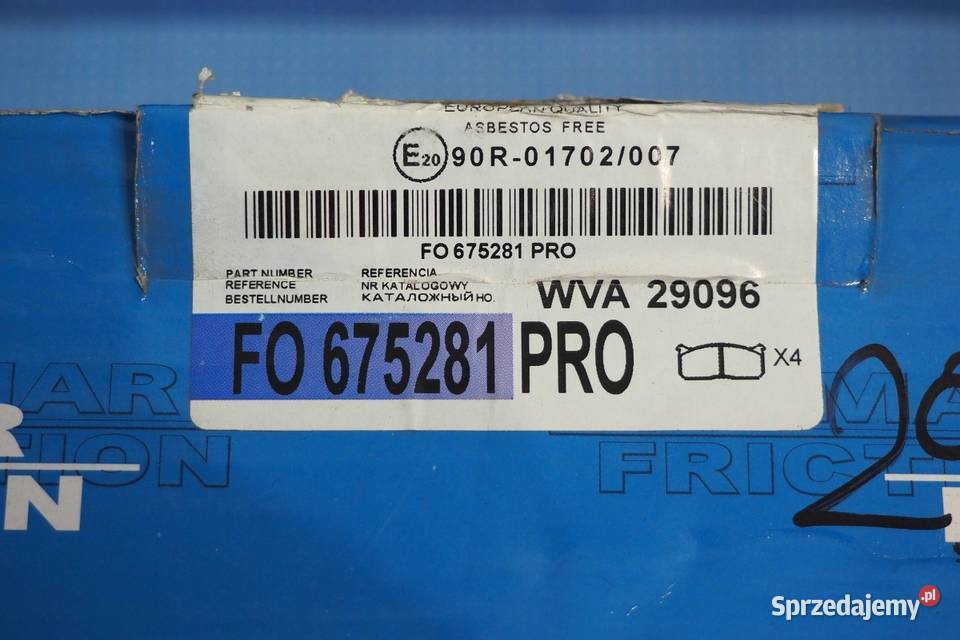 EUROPEAN QUALITY
ASBESTOS FREE
E20 90R-01702/007
FO 675281 PRO
PART NUMBER REFERENCIA
REFERENCE NR KATALOGOWY
BESTELLNUMBER КАТАЛОЖНЫЙ НО.
WVA 29096
FO 675281 PRO
X4
MAR
FRICTION
Sprzedajemy.pl